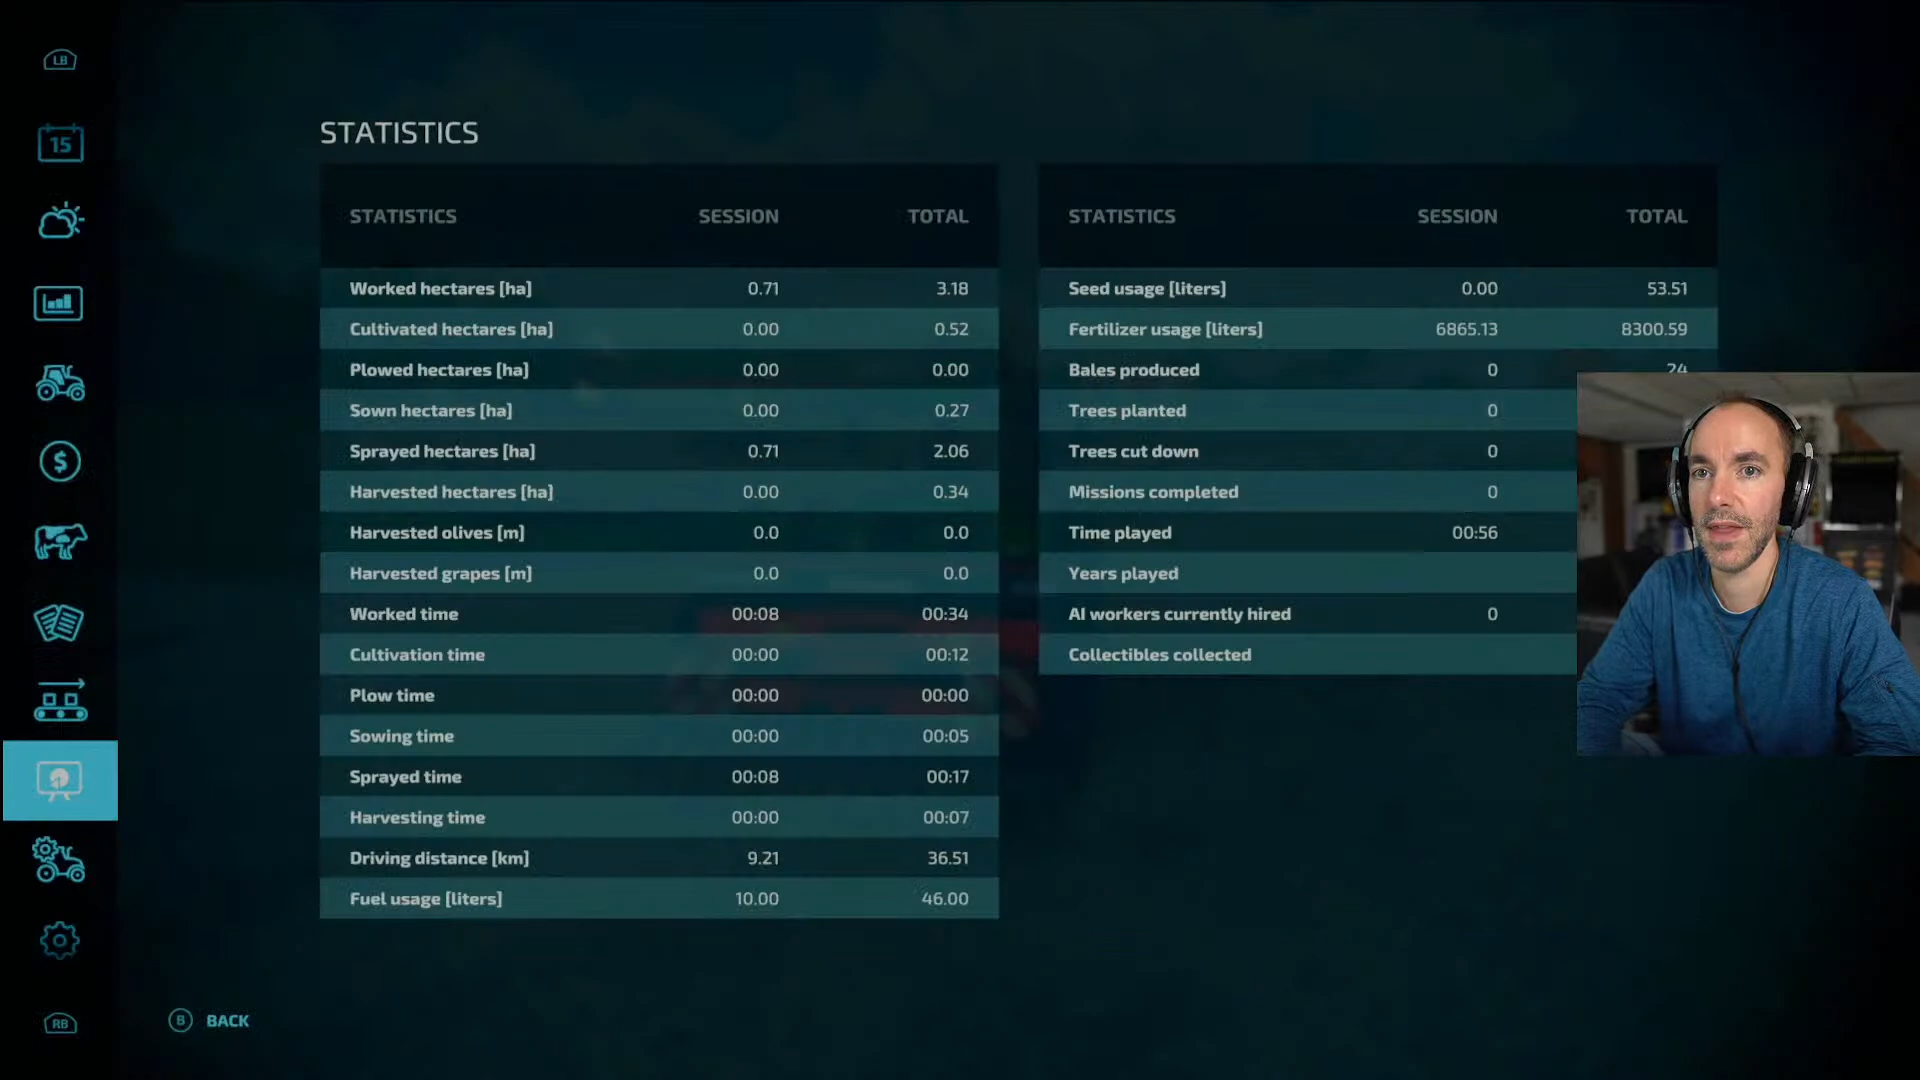 LB
15
STATISTICS
STATISTICS SESSION TOTAL
Worked hectares [ha] 0.71 3.18
Cultivated hectares [ha] 0.00 0.52
Plowed hectares [ha] 0.00 0.00
Sown hectares [ha] 0.00 0.27
Sprayed hectares [ha] 0.71 2.06
Harvested hectares [ha] 0.00 0.34
Harvested olives [m] 0.0 0.0
Harvested grapes [m] 0.0 0.0
Worked time 00:08 00:34
Cultivation time 00:00 00:12
Plow time 00:00 00:00
Sowing time 00:00 00:05
Sprayed time 00:08 00:17
Harvesting time 00:00 00:07
Driving distance [km] 9.21 36.51
Fuel usage [liters] 10.00 46.00
STATISTICS SESSION TOTAL
Seed usage [liters] 0.00 53.51
Fertilizer usage [liters] 6865.13 8300.59
Bales produced 0 24
Trees planted 0
Trees cut down 0
Missions completed 0
Time played 00:56
Years played
AI workers currently hired 0
Collectibles collected
RB
B BACK